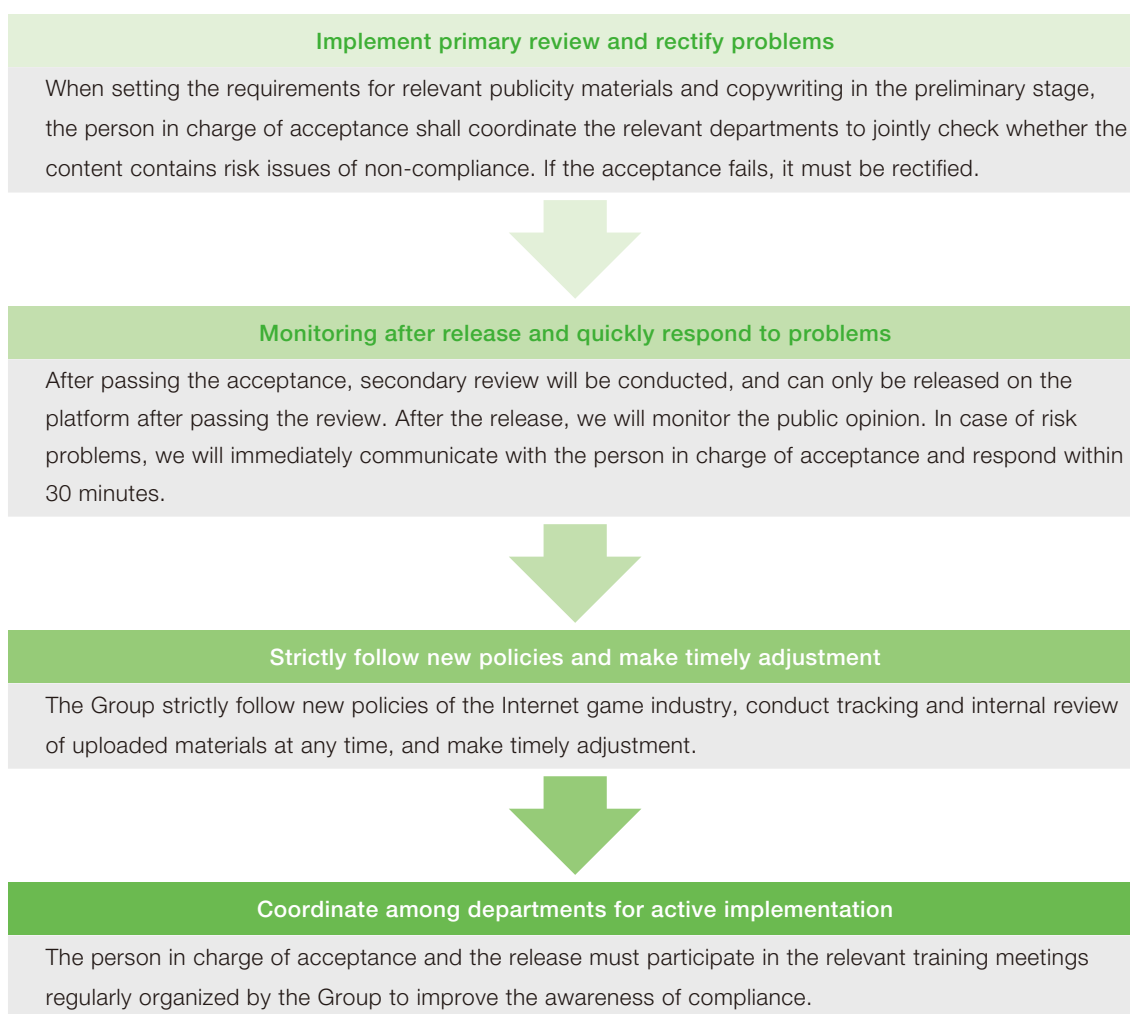 Implement primary review and rectify problems
When setting the requirements for relevant publicity materials and copywriting in the preliminary stage,
the person in charge of acceptance shall coordinate the relevant departments to jointly check whether the
content contains risk issues of non-compliance. If the acceptance fails, it must be rectified.
Monitoring after release and quickly respond to problems
After passing the acceptance, secondary review will be conducted, and can only be released on the
platform after passing the review. After the release, we will monitor the public opinion. In case of risk
problems, we will immediately communicate with the person in charge of acceptance and respond within
30 minutes.
Strictly follow new policies and make timely adjustment
The Group strictly follow new policies of the Internet game industry, conduct tracking and internal review
of uploaded materials at any time, and make timely adjustment.
Coordinate among departments for active implementation
The person in charge of acceptance and the release must participate in the relevant training meetings
regularly organized by the Group to improve the awareness of compliance.